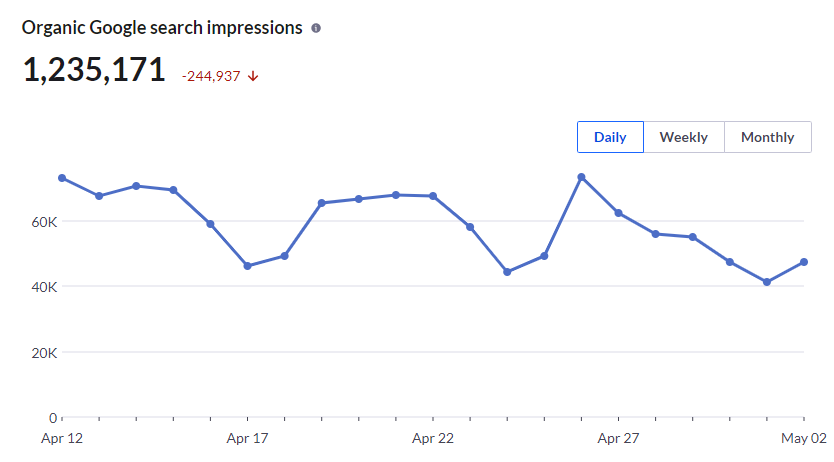 Organic Google search impressions
1,235,171 -244,937
Daily Weekly Monthly
60K
40K
20K
0
Apr 12 Apr 17 Apr 22 Apr 27 May 02